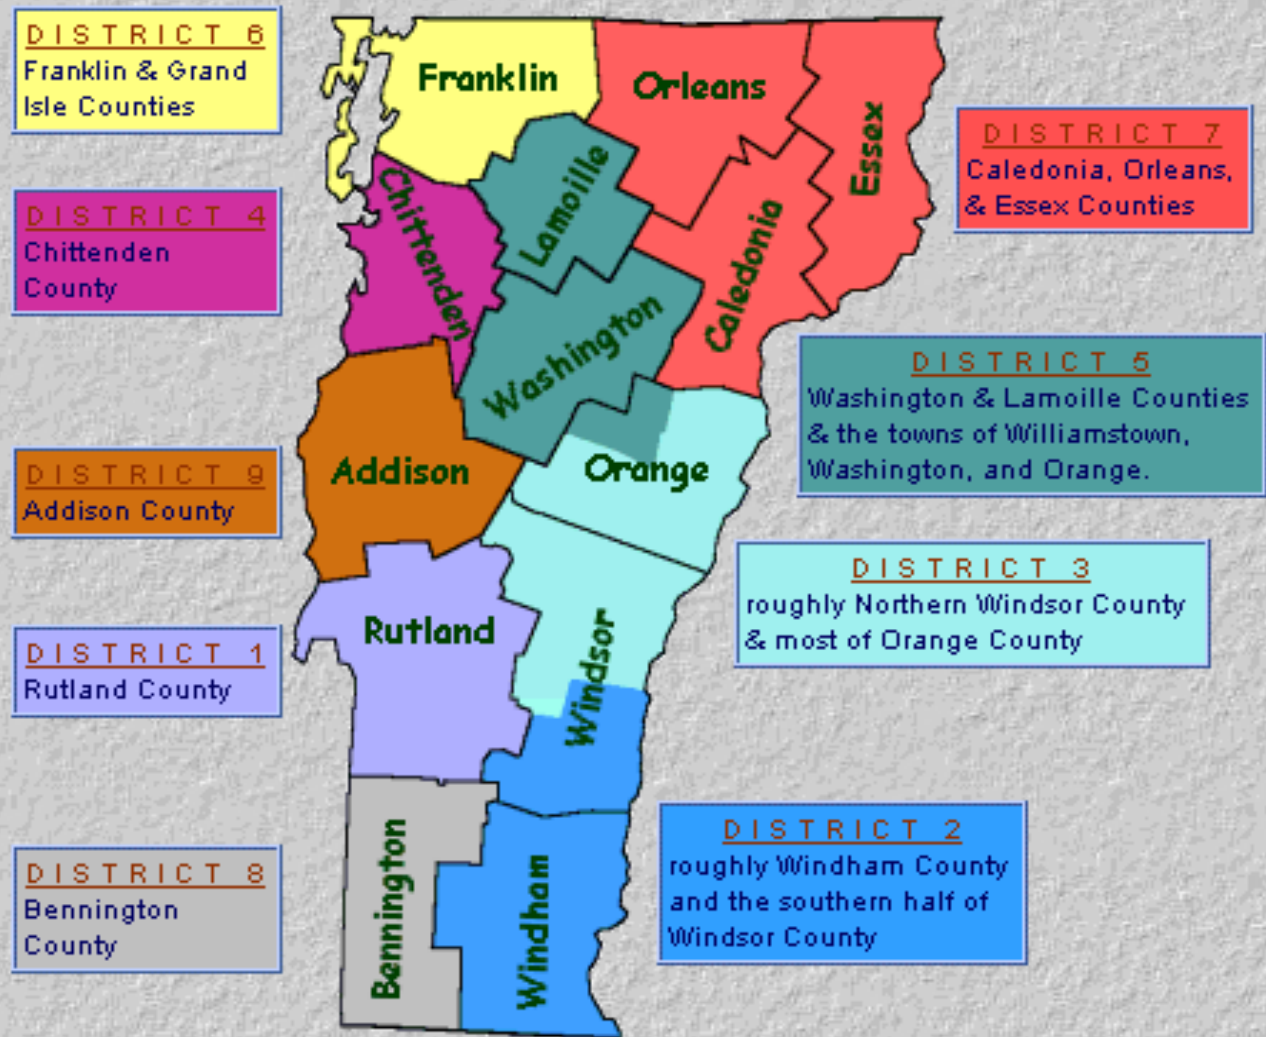 DISTRICT 6
Franklin & Grand
Isle Counties
DISTRICT 4
Chittenden
County
DISTRICT 9
Addison County
DISTRICT 1
Rutland County
DISTRICT 8
Bennington
County
Franklin
Orleans
Essex
Lamoille
Chittenden
Caledonia
Washington
Addison
Orange
Rutland
Windsor
Bennington
Windham
DISTRICT 7
Caledonia, Orleans,
& Essex Counties
DISTRICT 5
Washington & Lamoille Counties
& the towns of Williamstown,
Washington, and Orange.
DISTRICT 3
roughly Northern Windsor County
& most of Orange County
DISTRICT 2
roughly Windham County
and the southern half of
Windsor County